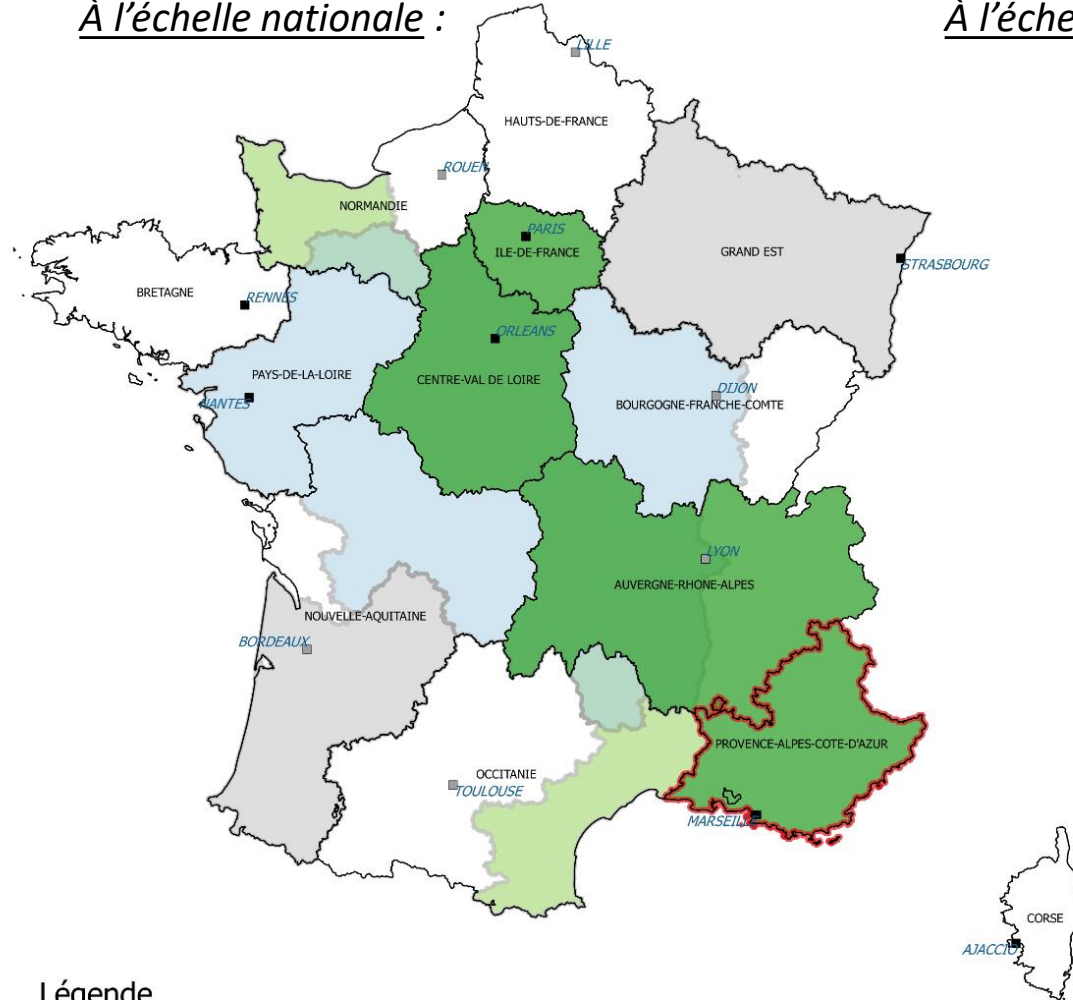 À l'échelle nationale :
À l'éche
LILLE
HAUTS-DE-FRANCE
ROUEN
NORMANDIE
PARIS
ILE-DE-FRANCE
GRAND EST
STRASBOURG
BRETAGNE
RENNES
ORLEANS
PAYS-DE-LA-LOIRE
CENTRE-VAL DE LOIRE
NANTES
DIJON
BOURGOGNE-FRANCHE-COMTE
LYON
AUVERGNE-RHONE-ALPES
NOUVELLE-AQUITAINE
BORDEAUX
PROVENCE-ALPES-COTE-D'AZUR
OCCITANIE
TOULOUSE
MARSEILLE
CORSE
AJACCIO
Légende